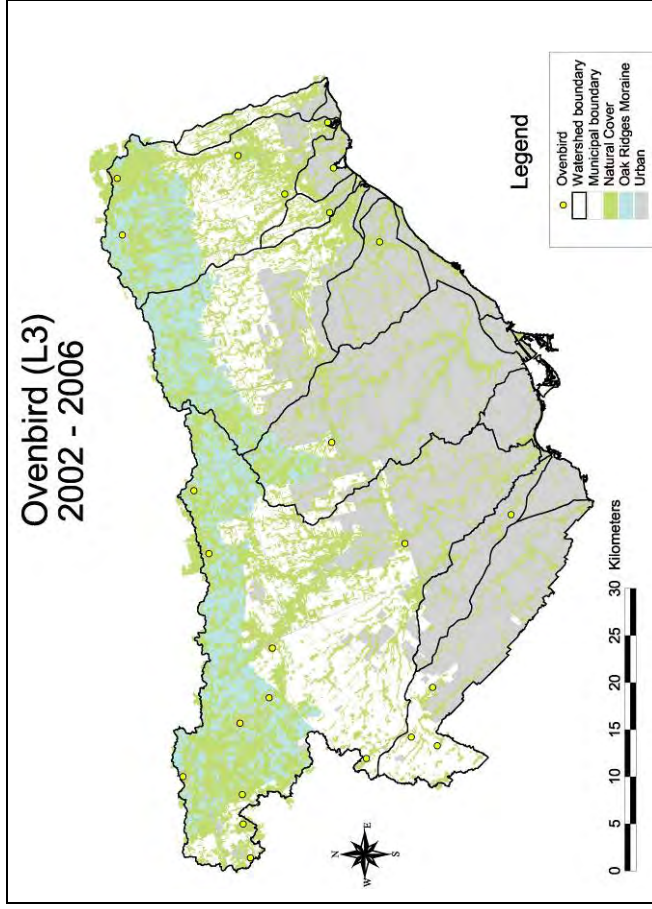 Ovenbird (L3)
2002 - 2006
N
W E
S
Legend
Ovenbird
Watershed boundary
Municipal boundary
Natural Cover
Oak Ridges Moraine
Urban
0 5 10 15 20 25 30
Kilometers